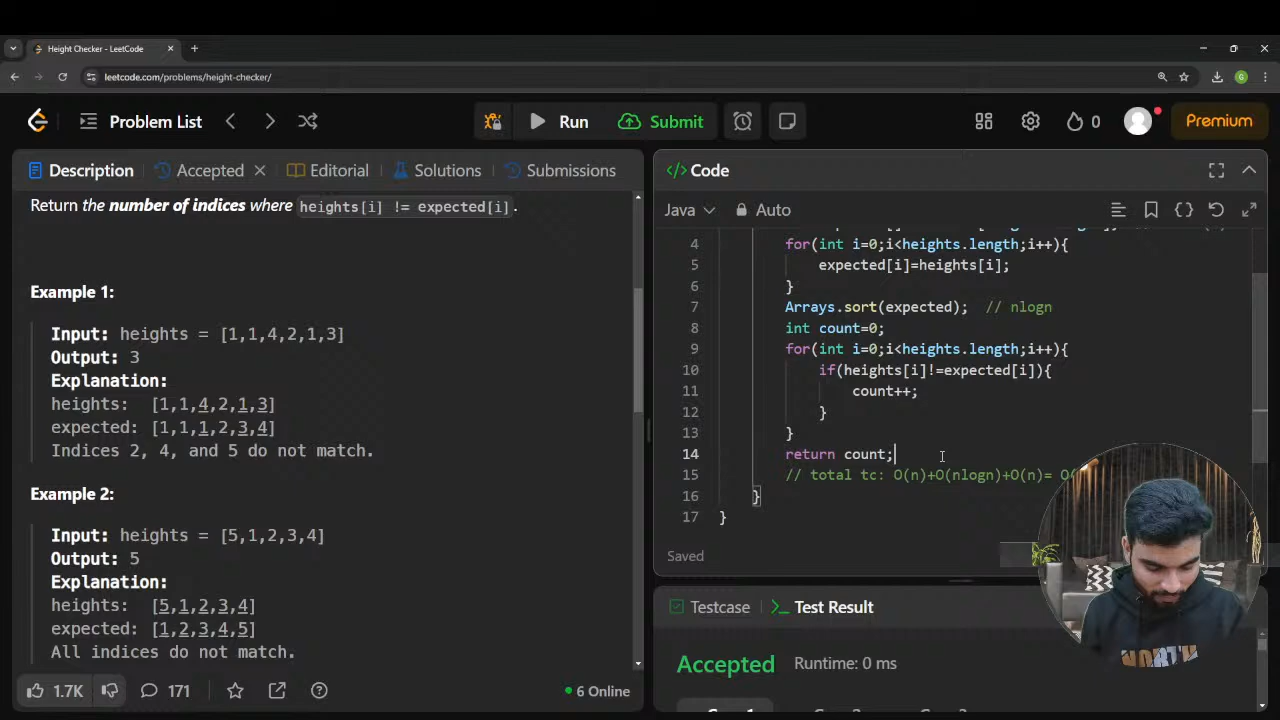 Height Checker - LeetCode
leetcode.com/problems/height-checker/
G
Problem List
Run
Submit
0
Premium
Description
Accepted
Editorial
Solutions
Submissions
Return the number of indices where heights[i] != expected[i].
Example 1:
Input: heights = [1,1,4,2,1,3]
Output: 3
Explanation:
heights: [1,1,4,2,1,3]
expected: [1,1,1,2,3,4]
Indices 2, 4, and 5 do not match.
Example 2:
Input: heights = [5,1,2,3,4]
Output: 5
Explanation:
heights: [5,1,2,3,4]
expected: [1,2,3,4,5]
All indices do not match.
1.7K
171
6 Online
Code
Java
Auto
4 for(int i=0;i<heights.length;i++){
5 expected[i]=heights[i];
6 }
7 Arrays.sort(expected); // nlogn
8 int count=0;
9 for(int i=0;i<heights.length;i++){
10 if(heights[i]!=expected[i]){
11 count++;
12 }
13 }
14 return count;
15 // total tc: O(n)+O(nlogn)+O(n)=
16 }
17 }
Saved
Testcase
Test Result
Accepted
Runtime: 0 ms
NORTH